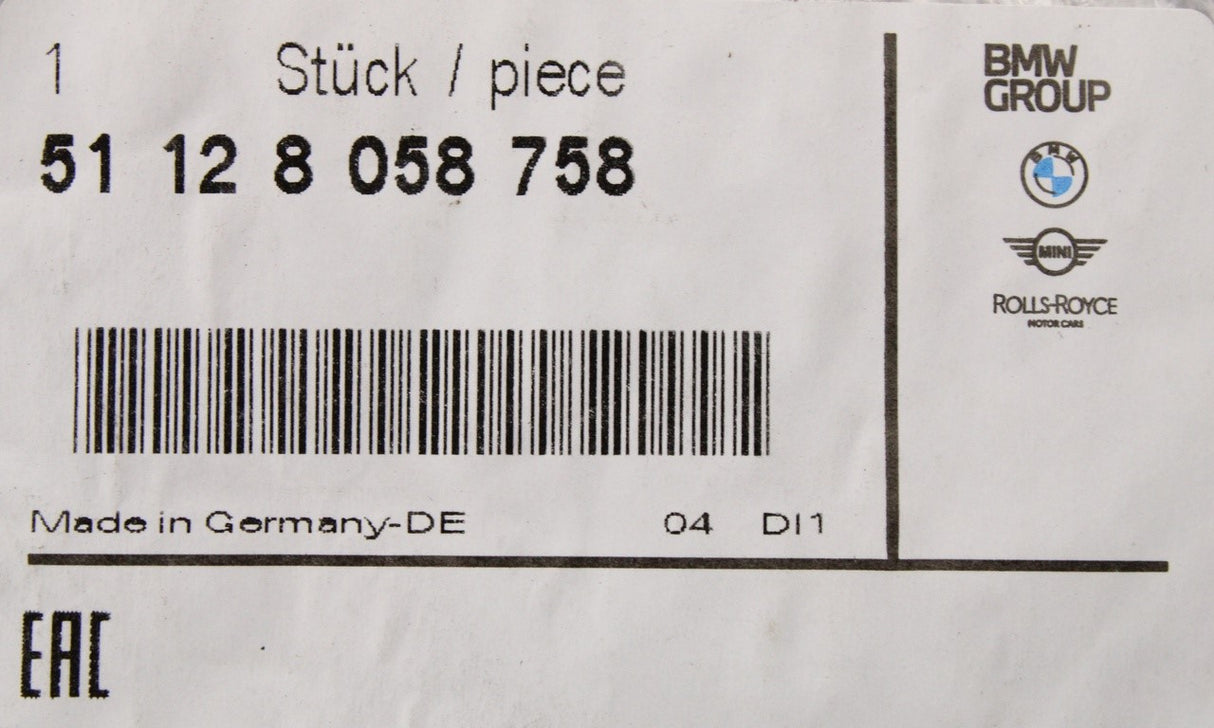 1 Stück / piece
51 12 8 058 758
Made in Germany-DE 04 DI1
BMW
GROUP
BMW
MINI
ROLLS-ROYCE
MOTOR CARS
EAC